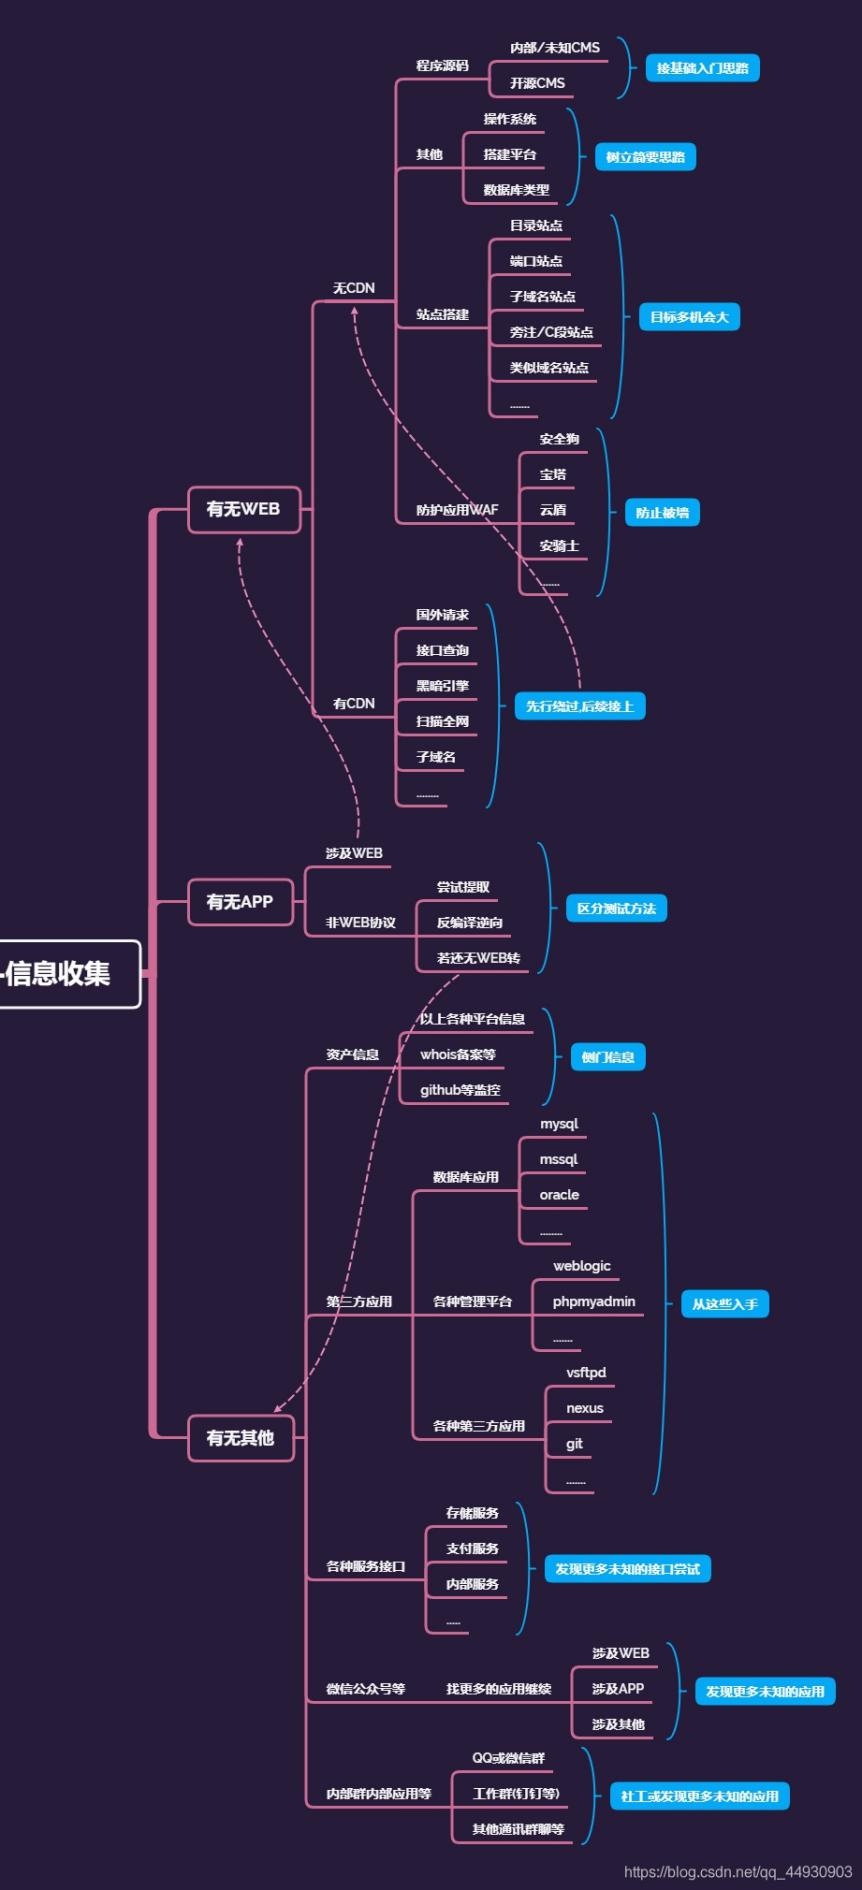 内部/未知CMS
程序源码
开源CMS
接基础入门思路
操作系统
其他
搭建平台
数据库类型
树立简要思路
目录站点
端口站点
子域名站点
无CDN
站点搭建
旁注/C段站点
类似域名站点
.......
目标多机会大
安全狗
宝塔
有无WEB
防护应用WAF
云盾
安骑士
.......
防止被墙
国外请求
接口查询
黑暗引擎
有CDN
扫描全网
子域名
........
先行绕过,后续接上
涉及WEB
尝试提取
有无APP
非WEB协议
反编译逆向
若还无WEB转
区分测试方法
-信息收集
以上各种平台信息
资产信息
whois备案等
github等监控
侧门信息
mysql
mssql
数据库应用
oracle
........
weblogic
第三方应用
各种管理平台
phpmyadmin
.......
从这些入手
vsftpd
nexus
各种第三方应用
git
.......
有无其他
存储服务
支付服务
各种服务接口
内部服务
.....
发现更多未知的接口尝试
涉及WEB
微信公众号等
找更多的应用继续
涉及APP
涉及其他
发现更多未知的应用
QQ或微信群
内部群内部应用等
工作群(钉钉等)
其他通讯群聊等
社工或发现更多未知的应用
https://blog.csdn.net/qq_44930903